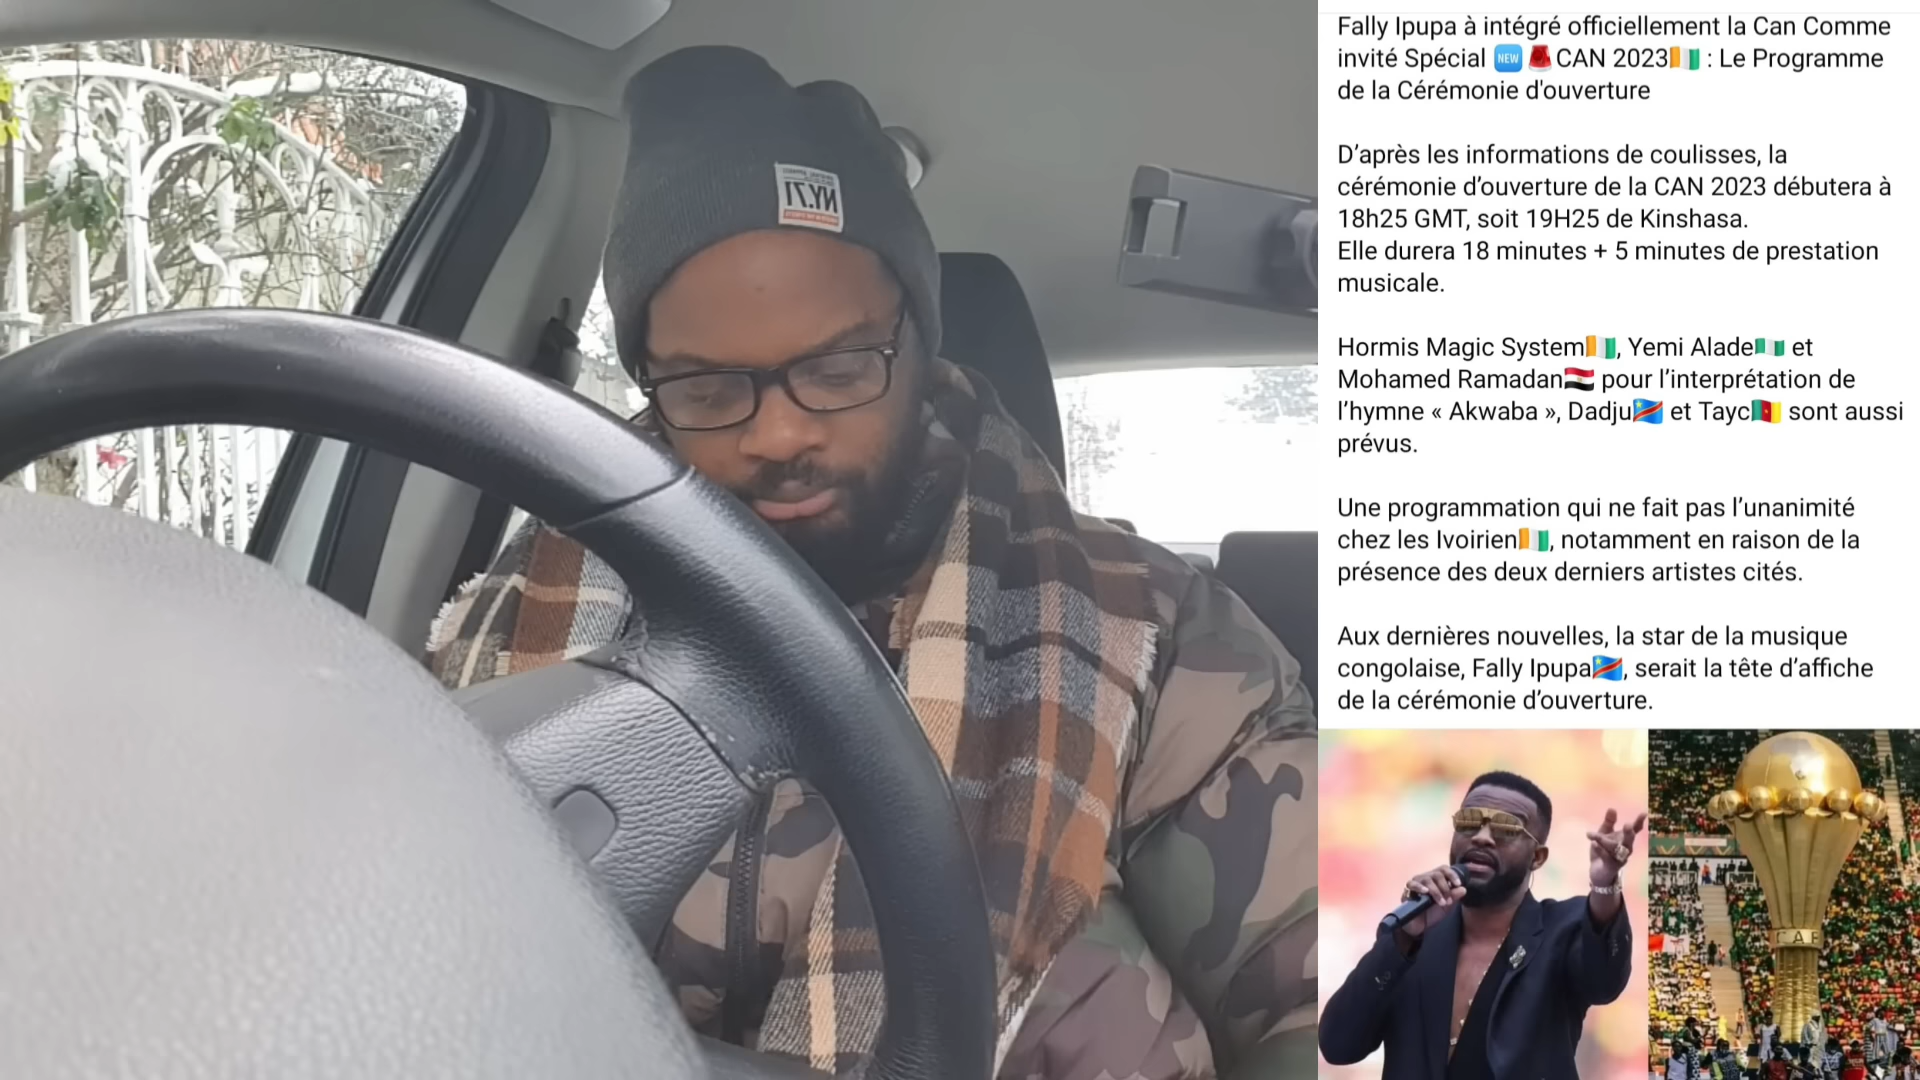 Fally Ipupa à intégré officiellement la Can Comme
invité Spécial 🆕 🚨CAN 2023🇨🇮 : Le Programme
de la Cérémonie d'ouverture
D’après les informations de coulisses, la
cérémonie d’ouverture de la CAN 2023 débutera à
18h25 GMT, soit 19H25 de Kinshasa.
Elle durera 18 minutes + 5 minutes de prestation
musicale.
Hormis Magic System🇨🇮, Yemi Alade🇳🇬 et
Mohamed Ramadan🇪🇬 pour l’interprétation de
l’hymne « Akwaba », Dadju🇨🇩 et Tayc🇨🇲 sont aussi
prévus.
Une programmation qui ne fait pas l’unanimité
chez les Ivoirien🇨🇮, notamment en raison de la
présence des deux derniers artistes cités.
Aux dernières nouvelles, la star de la musique
congolaise, Fally Ipupa🇨🇩, serait la tête d’affiche
de la cérémonie d’ouverture.
NY.71
CAF